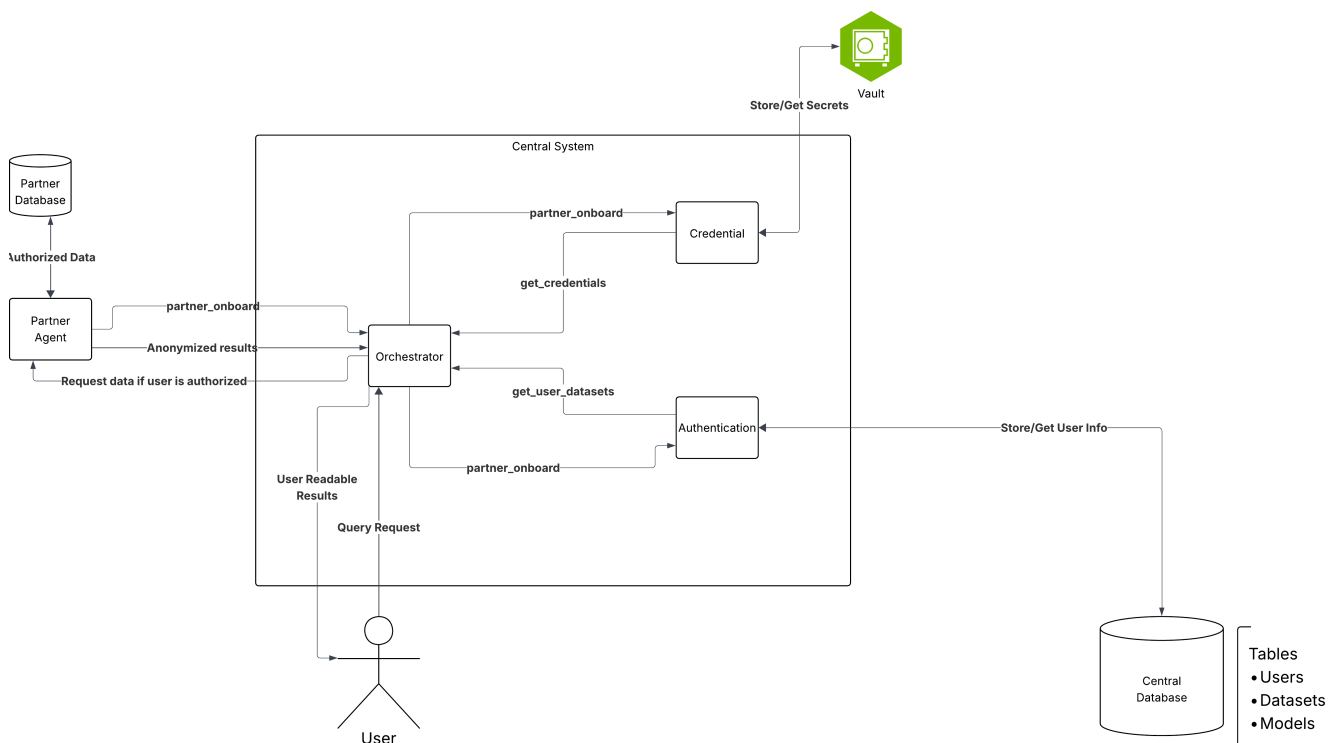 Vault
Store/Get Secrets
Central System
Partner
Database
partner_onboard
Credential
Authorized Data
get_credentials
partner_onboard
Partner
Agent
Anonymized results
Orchestrator
Request data if user is authorized
get_user_datasets
Authentication
Store/Get User Info
partner_onboard
User Readable
Results
Query Request
User
Central
Database
Tables
•Users
•Datasets
•Models